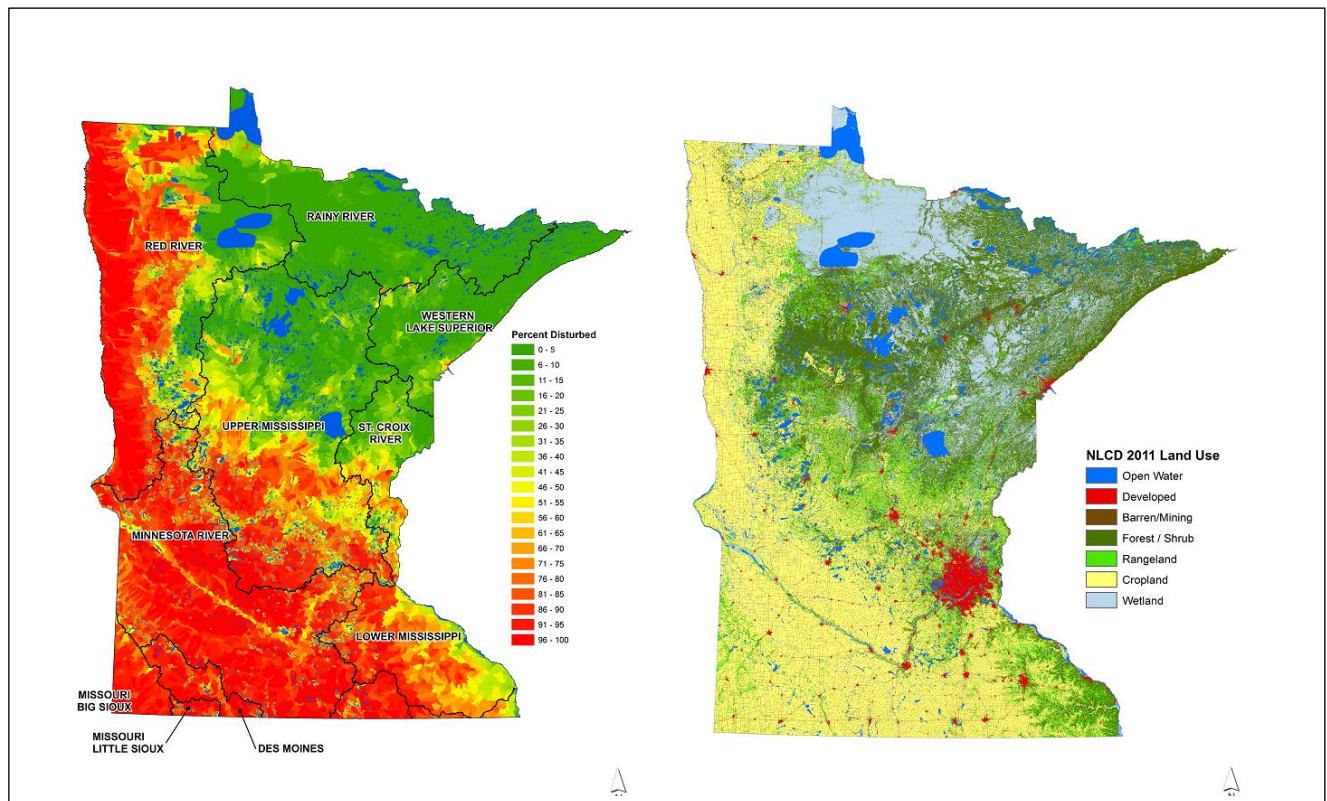 RAINY RIVER
RED RIVER
WESTERN
LAKE SUPERIOR
UPPER MISSISSIPPI
ST. CROIX
RIVER
MINNESOTA RIVER
LOWER MISSISSIPPI
MISSOURI
BIG SIOUX
MISSOURI
LITTLE SIOUX
DES MOINES
Percent Disturbed
0 - 5
6 - 10
11 - 15
16 - 20
21 - 25
26 - 30
31 - 35
36 - 40
41 - 45
46 - 50
51 - 55
56 - 60
61 - 65
66 - 70
71 - 75
76 - 80
81 - 85
86 - 90
91 - 95
96 - 100
N
NLCD 2011 Land Use
Open Water
Developed
Barren/Mining
Forest / Shrub
Rangeland
Cropland
Wetland
N